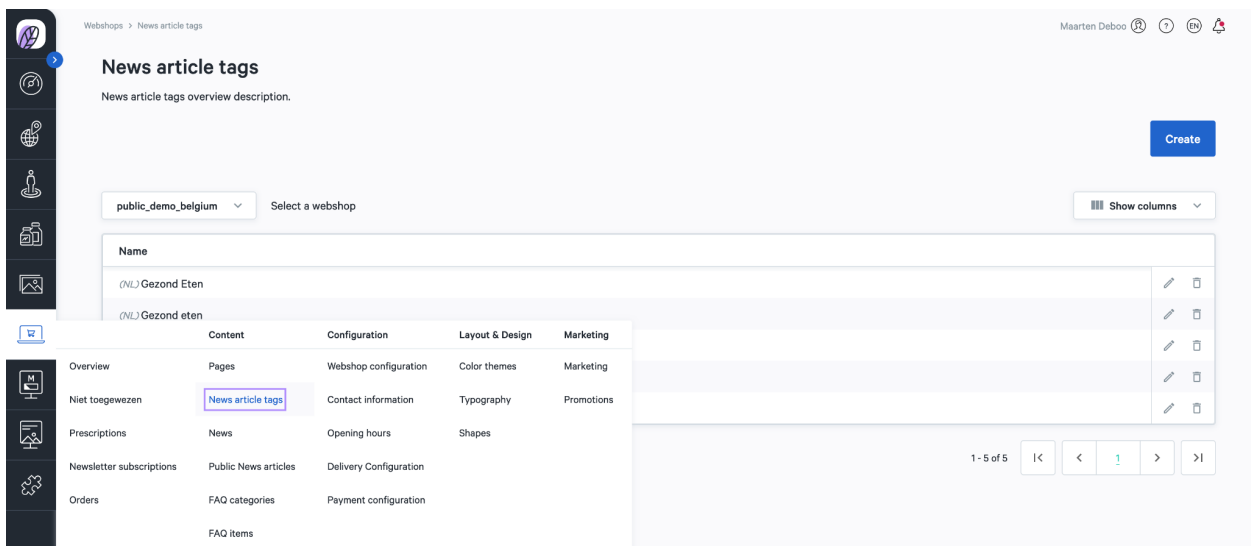 Webshops > News article tags
Maarten Deboo ? EN
News article tags
News article tags overview description.
Create
public_demo_belgium Select a webshop
Show columns
Name
(NL) Gezond Eten
(NL) Gezond eten
Content Configuration Layout & Design Marketing
Overview Pages Webshop configuration Color themes Marketing
Niet toegewezen News article tags Contact information Typography Promotions
Prescriptions News Opening hours Shapes
Newsletter subscriptions Public News articles Delivery Configuration
Orders FAQ categories Payment configuration
FAQ items
1 - 5 of 5 |< < 1 > >|
M